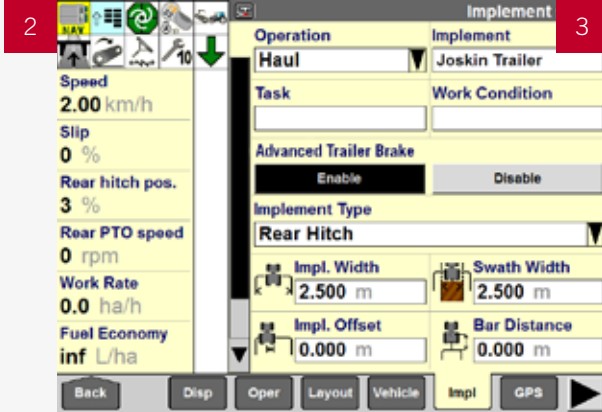 2
3
NAV
10
Implement
Speed
2.00 km/h
Slip
0 %
Rear hitch pos.
3 %
Rear PTO speed
0 rpm
Work Rate
0.0 ha/h
Fuel Economy
inf L/ha
Operation
Implement
Haul
Joskin Trailer
Task
Work Condition
Advanced Trailer Brake
Enable
Disable
Implement Type
Rear Hitch
Impl. Width
Swath Width
2.500 m
2.500 m
Impl. Offset
Bar Distance
0.000 m
0.000 m
Back
Disp
Oper
Layout
Vehicle
Impl
GPS